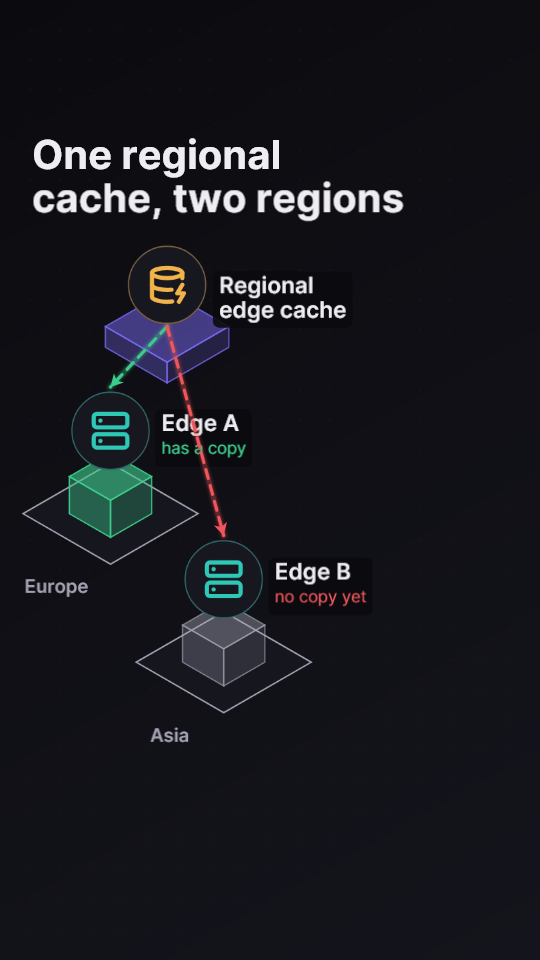 One regional
cache, two regions
Regional
edge cache
Edge A
has a copy
Europe
Edge B
no copy yet
Asia